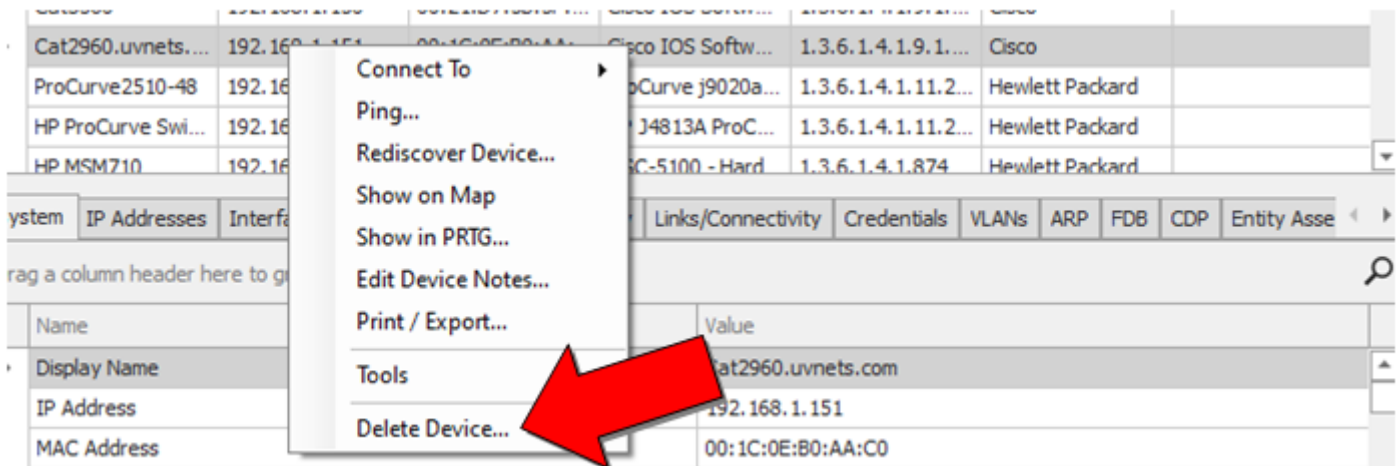 Cat2960.uvnets.... 192.168.1.151 00:1C:0E:B0:AA:... Cisco IOS Softw... 1.3.6.1.4.1.9.1.... Cisco
Connect To
ProCurve2510-48 192.16 oCurve j9020a... 1.3.6.1.4.1.11.2... Hewlett Packard
Ping...
HP ProCurve Swi... 192.16 J4813A ProC... 1.3.6.1.4.1.11.2... Hewlett Packard
Rediscover Device...
HP MSM710 192.16 SC-5100 - Hard 1.3.6.1.4.1.874 Hewlett Packard
Show on Map
ystem IP Addresses Interfa Links/Connectivity Credentials VLANs ARP FDB CDP Entity Asse
Show in PRTG...
rag a column header here to gr
Edit Device Notes...
Print / Export...
Name Value
Display Name Cat2960.uvnets.com
Tools
IP Address 192.168.1.151
Delete Device...
MAC Address 00:1C:0E:B0:AA:C0